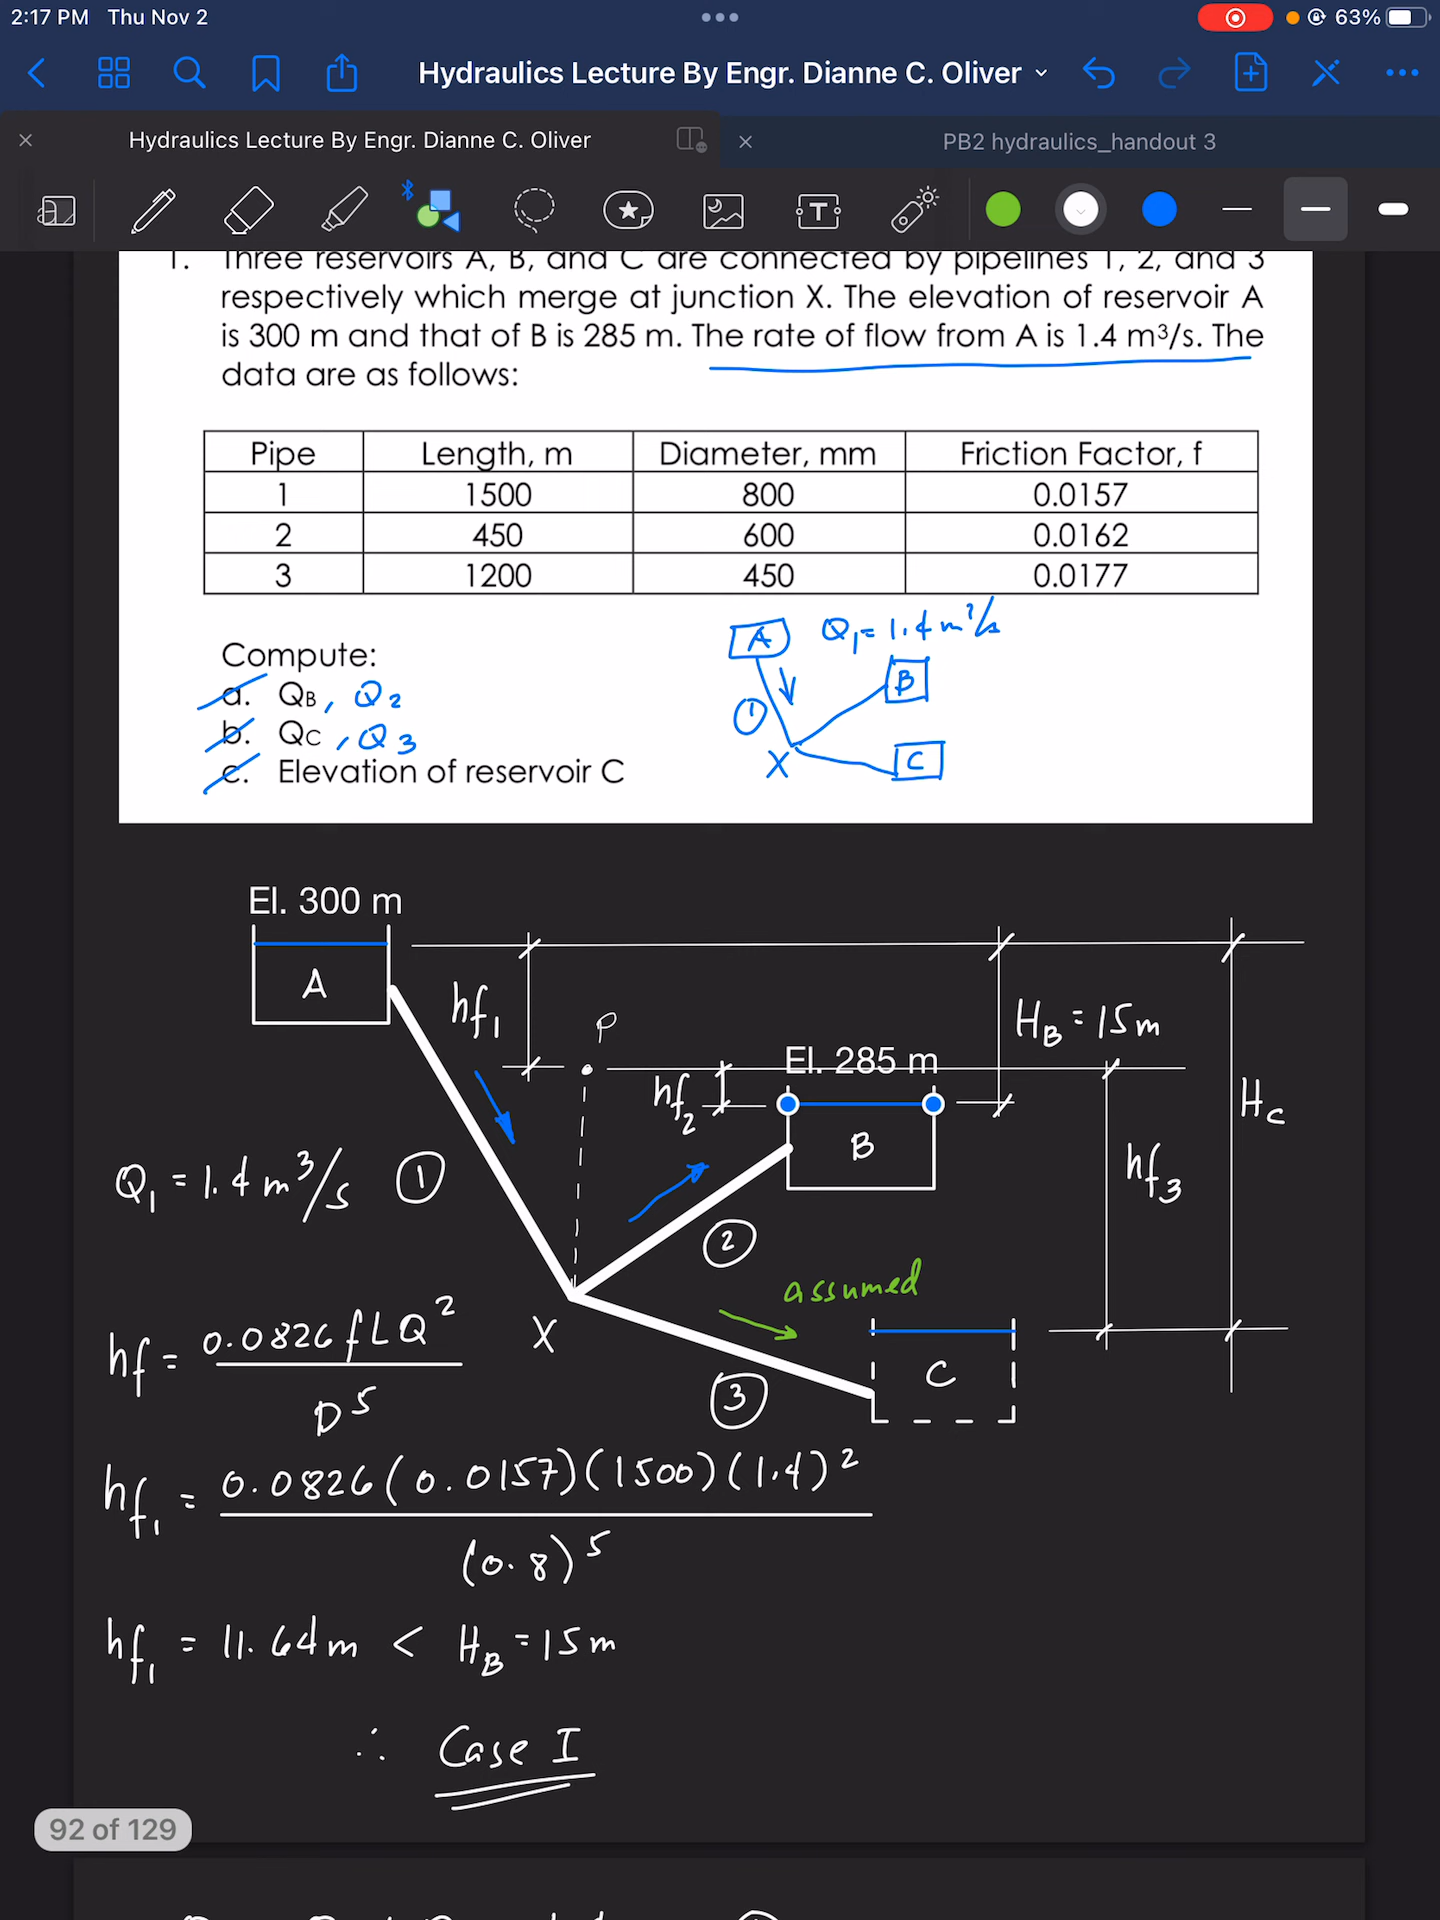 2:17 PM Thu Nov 2
63%
Hydraulics Lecture By Engr. Dianne C. Oliver
Hydraulics Lecture By Engr. Dianne C. Oliver
PB2 hydraulics_handout 3
T
1. Three reservoirs A, B, and C are connected by pipelines 1, 2, and 3
respectively which merge at junction X. The elevation of reservoir A
is 300 m and that of B is 285 m. The rate of flow from A is 1.4 m³/s. The
data are as follows:
Pipe Length, m Diameter, mm Friction Factor, f
1 1500 800 0.0157
2 450 600 0.0162
3 1200 450 0.0177
Compute:
a. QB, Q2
b. QC, Q3
c. Elevation of reservoir C
A Q1 = 1.4 m³/s
B
1
X
C
El. 300 m
A
hf1
P
HB = 15 m
El. 285 m
hf2
HC
B
hf3
Q1 = 1.4 m³/s 1
2
assumed
X
C
3
hf = 0.0826 f L Q² / D⁵
hf1 = 0.0826 (0.0157)(1500)(1.4)² / (0.8)⁵
hf1 = 11.64 m < HB = 15 m
∴ Case I
92 of 129